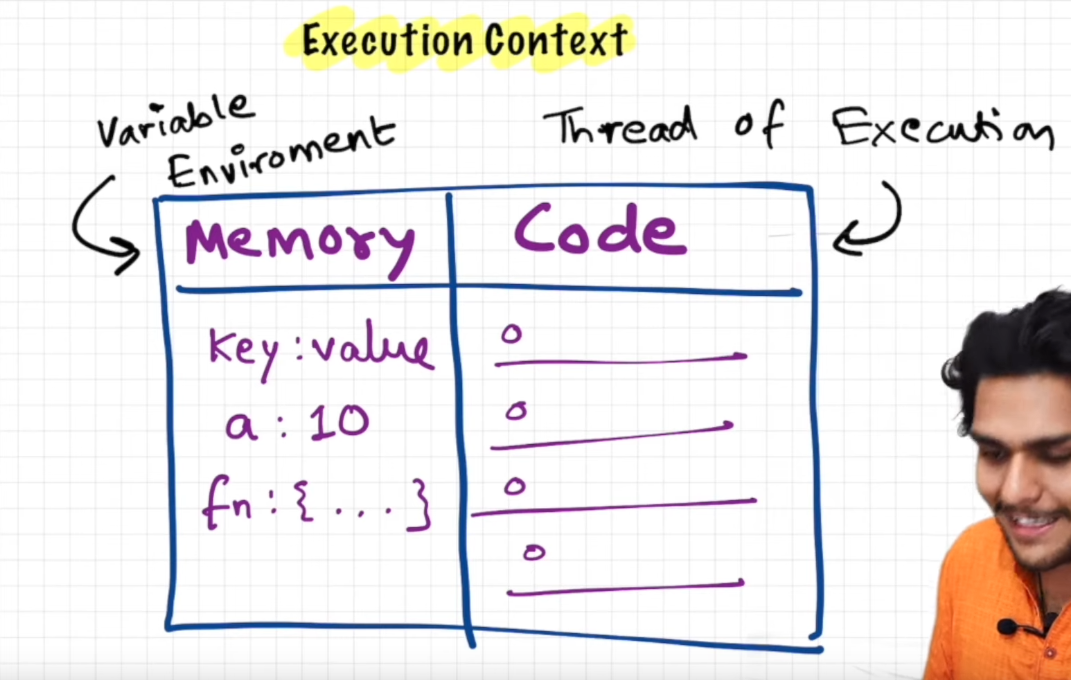 Execution Context
Variable
Enviroment
Thread of Execution
Memory
Code
key : value
a : 10
fn : { ... }